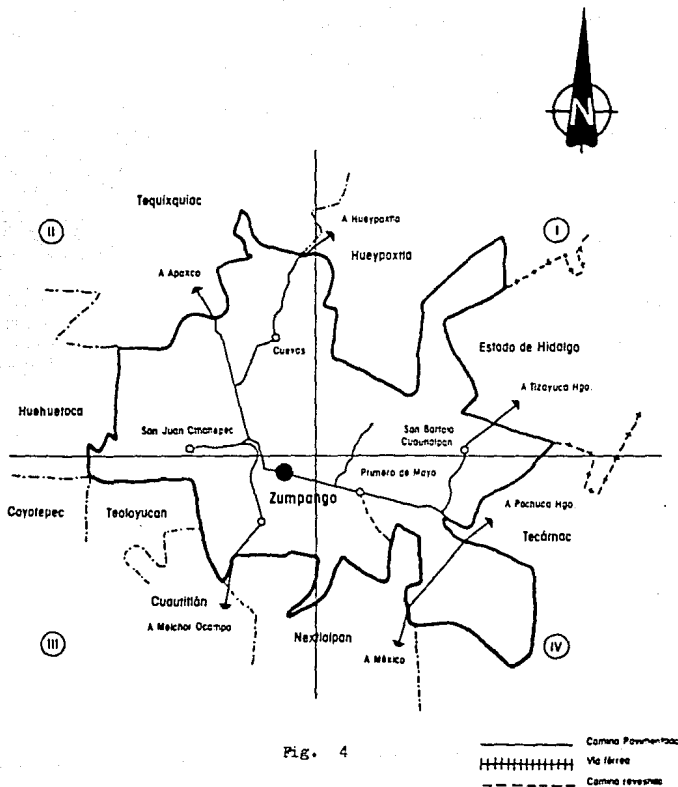 N
Tequixquiac
II
A Hueypoxtla
Hueypoxtla
I
A Apaxco
Cuevas
Estado de Hidalgo
A Tizayuca Hgo.
Huehuetoca
San Juan Citlaltepec
San Bartolo
Cuautlalpan
Primero de Mayo
Zumpango
Coyotepec
Teoloyucan
A Pachuca Hgo.
Tecámac
Cuautitlán
A Melchor Ocampo
Nextlalpan
III
A México
IV
Fig. 4
Camino Pavimentado
Vía férrea
Camino revestido